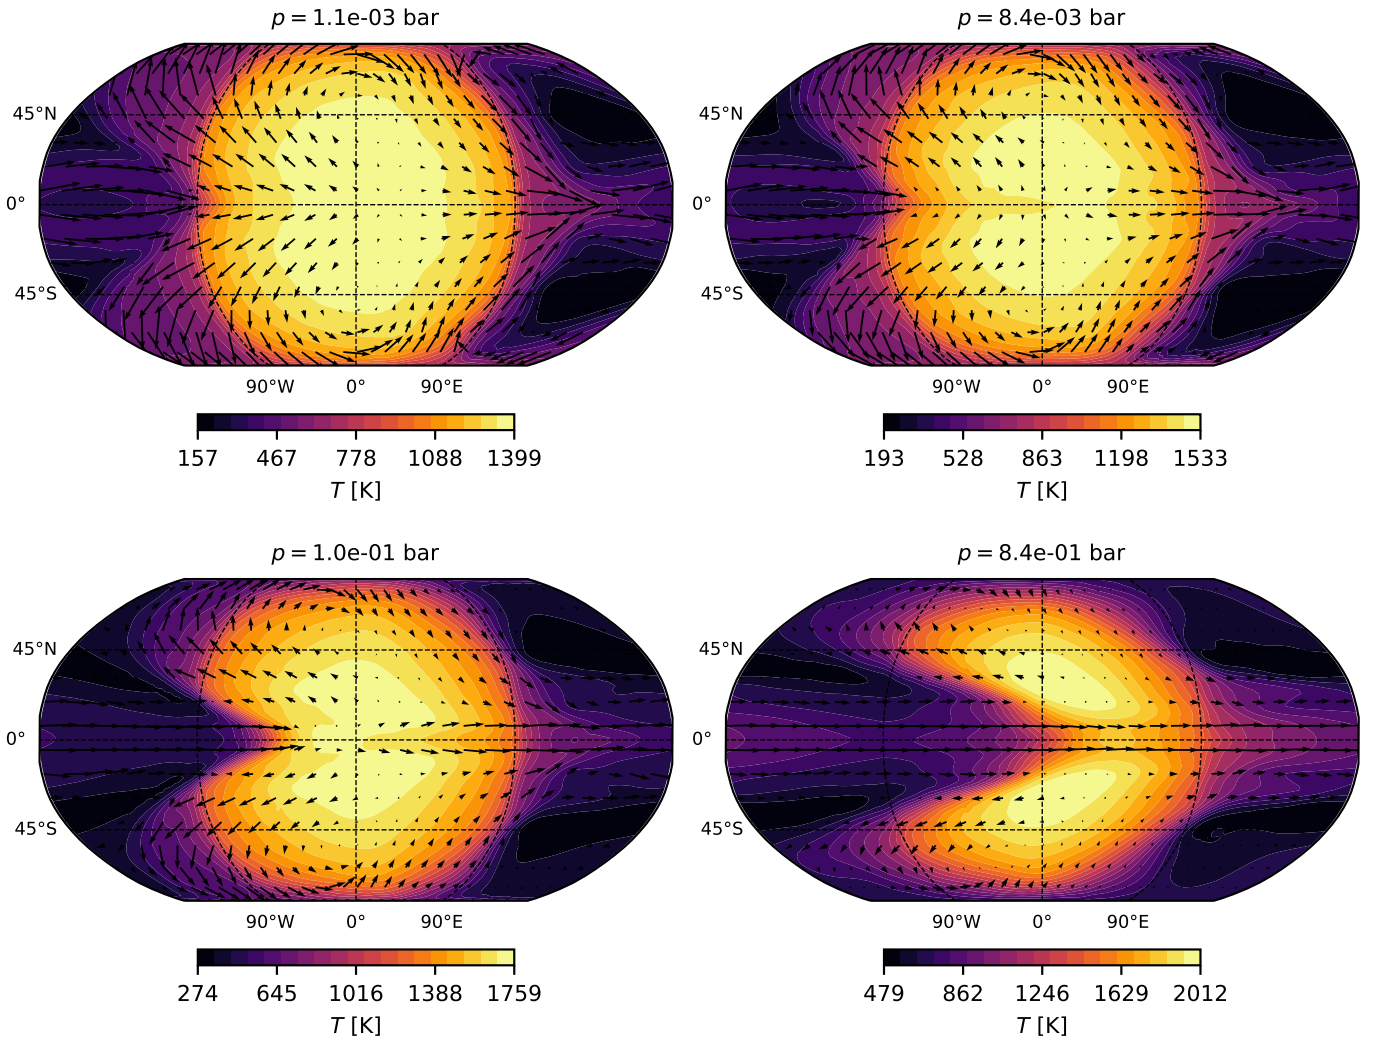 p = 1.1e-03 bar
45°N
0°
45°S
90°W 0° 90°E
157 467 778 1088 1399
T [K]
p = 8.4e-03 bar
45°N
0°
45°S
90°W 0° 90°E
193 528 863 1198 1533
T [K]
p = 1.0e-01 bar
45°N
0°
45°S
90°W 0° 90°E
274 645 1016 1388 1759
T [K]
p = 8.4e-01 bar
45°N
0°
45°S
90°W 0° 90°E
479 862 1246 1629 2012
T [K]